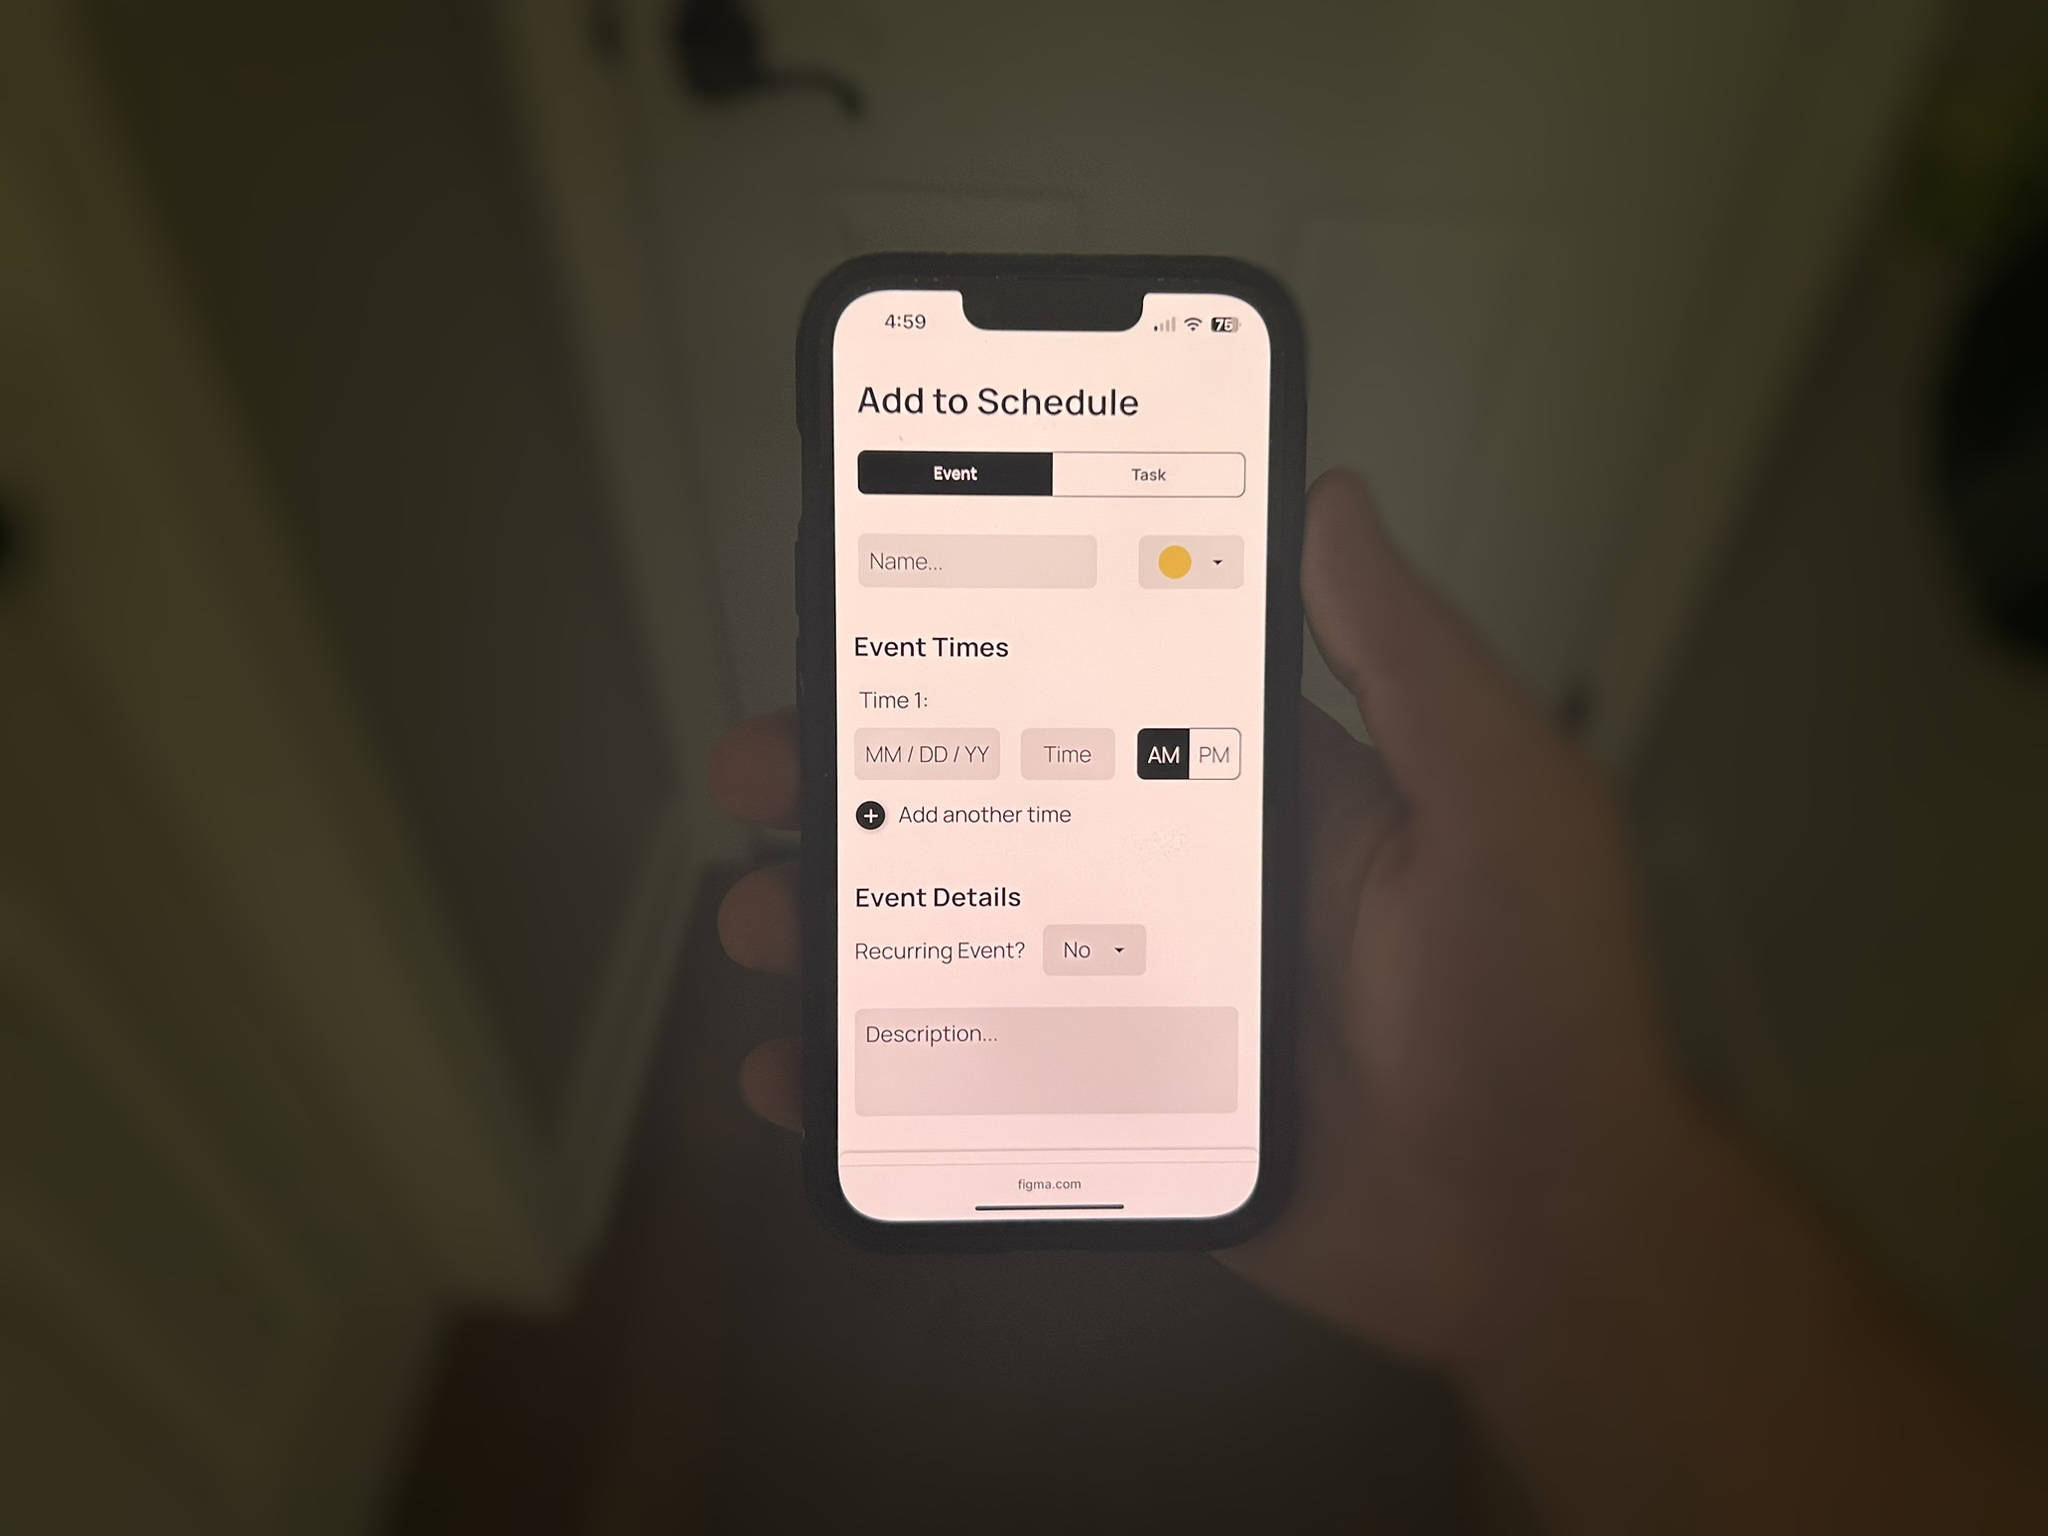 4:59
75
Add to Schedule
Event Task
Name...
Event Times
Time 1:
MM / DD / YY Time AM PM
+ Add another time
Event Details
Recurring Event? No
Description...
figma.com